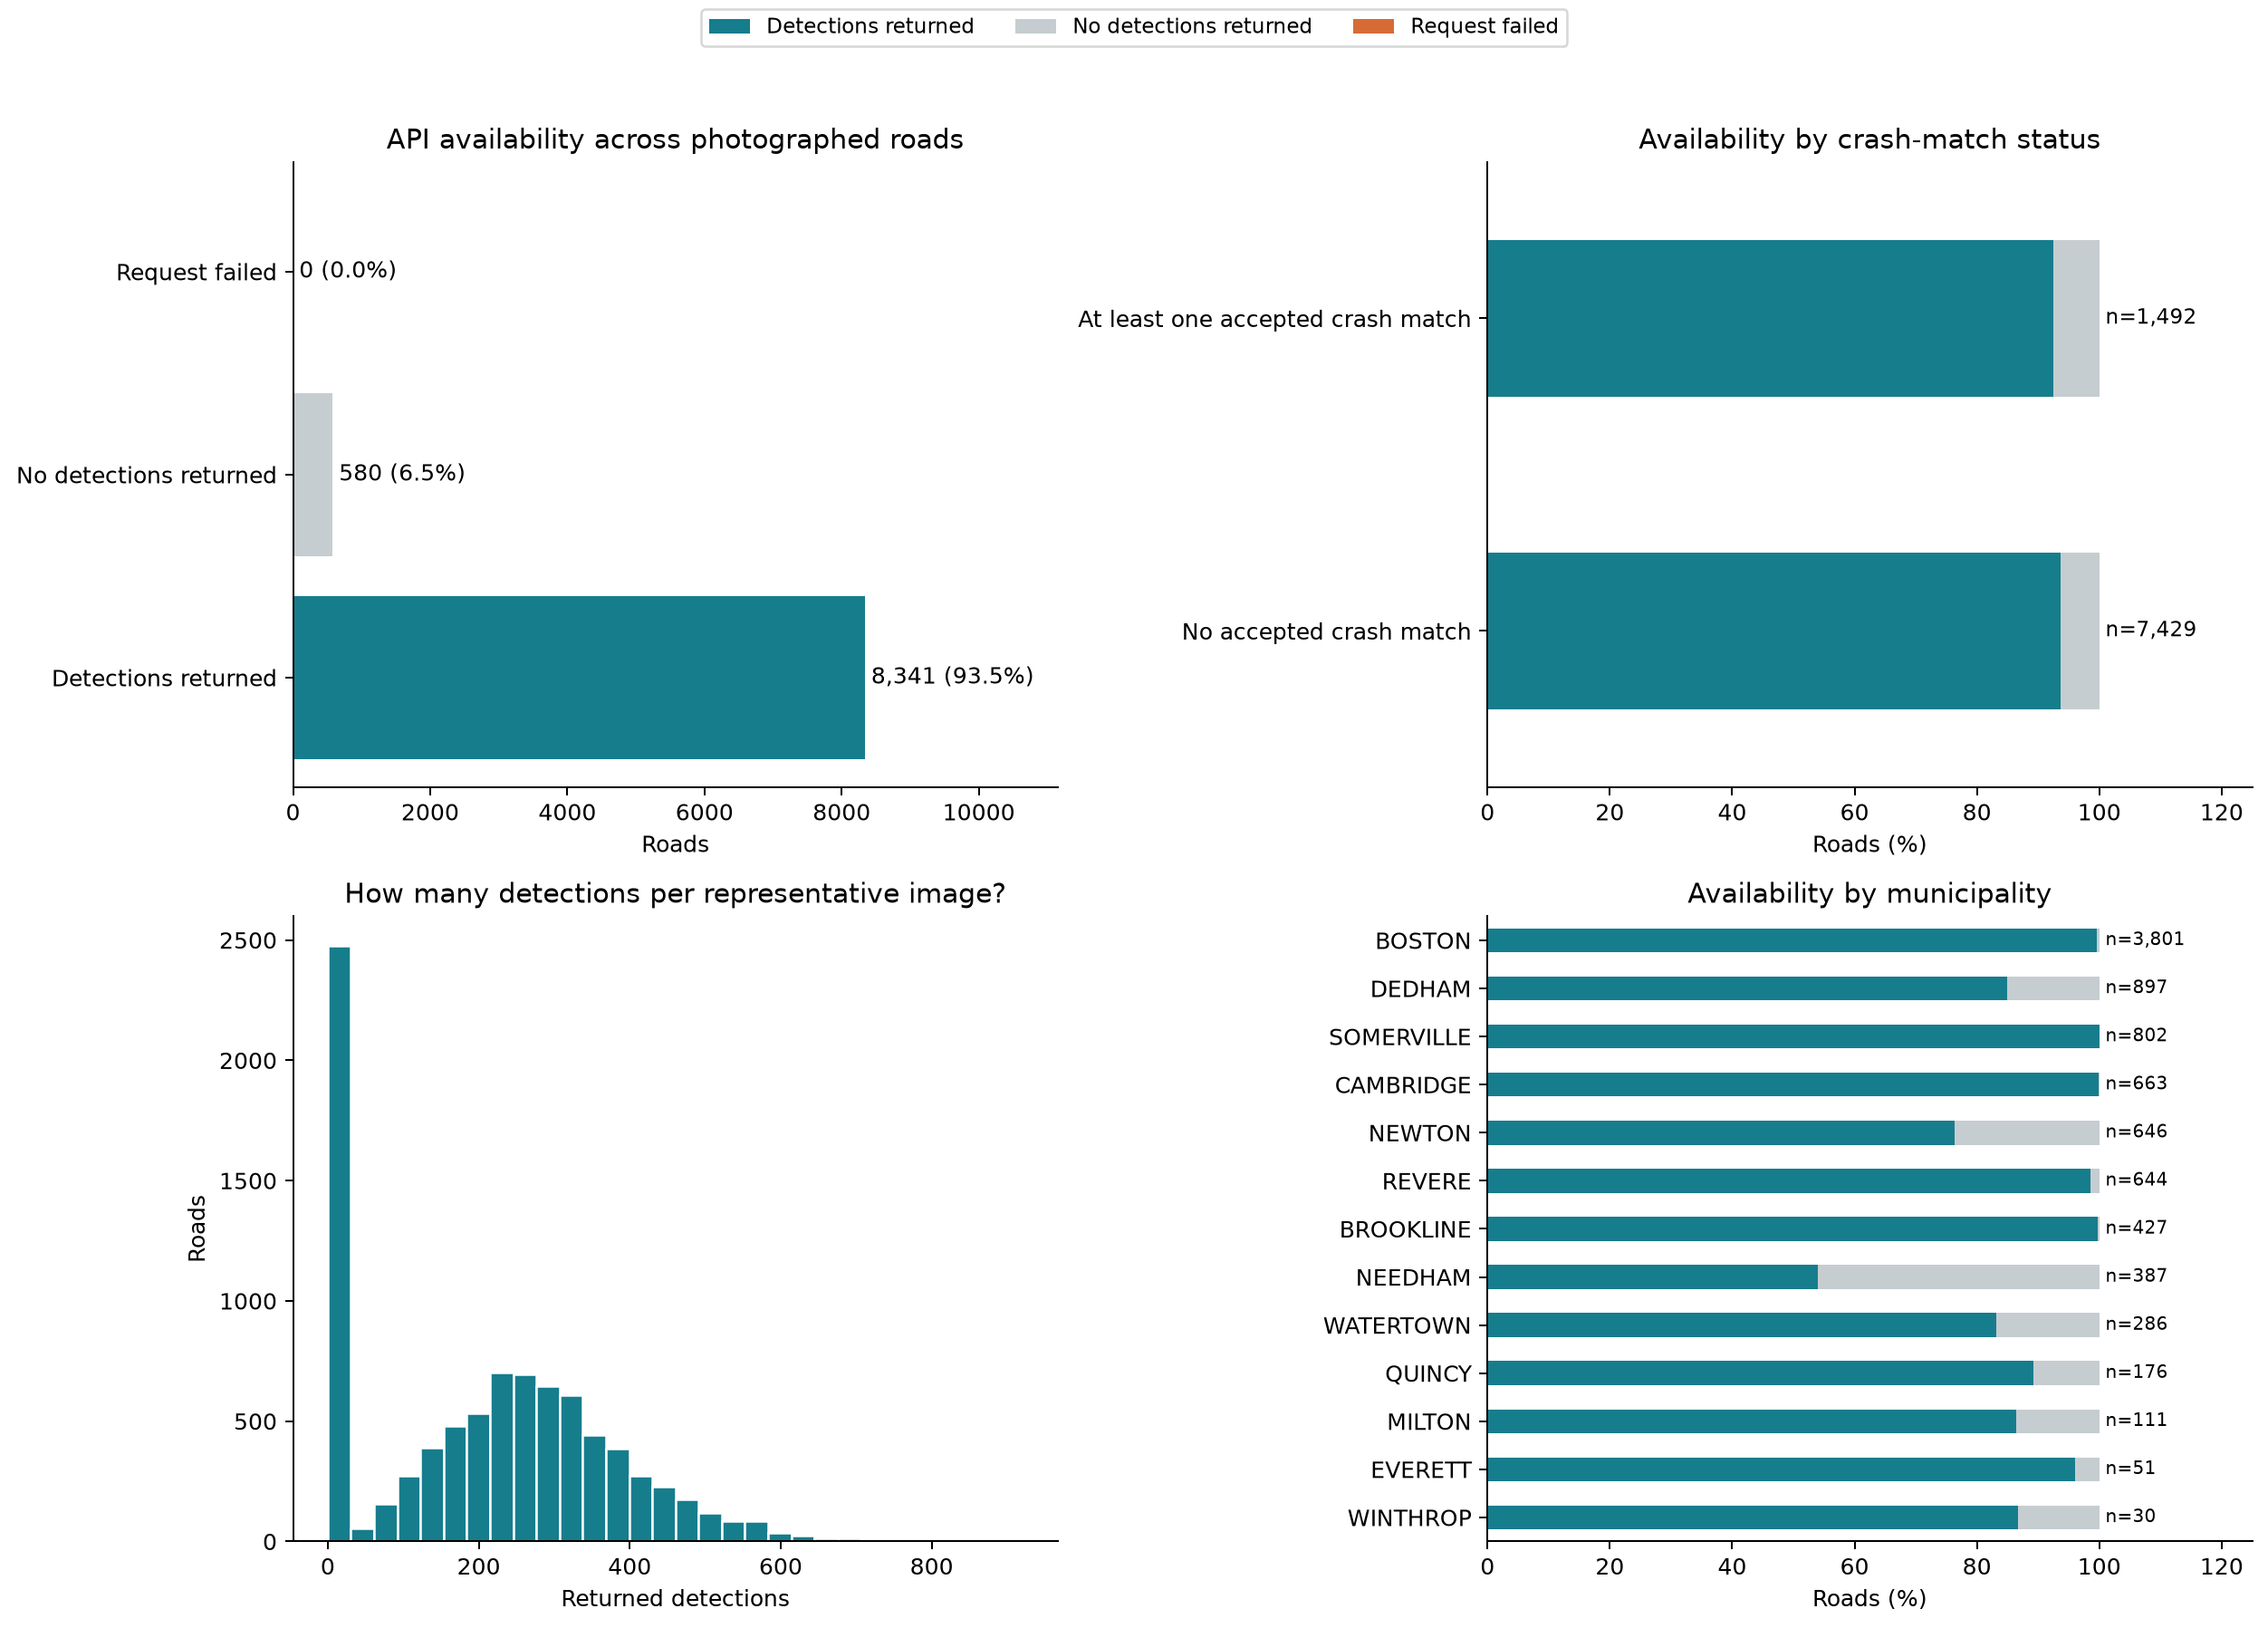 Detections returned No detections returned Request failed
API availability across photographed roads
Request failed
0 (0.0%)
No detections returned
580 (6.5%)
Detections returned
8,341 (93.5%)
0 2000 4000 6000 8000 10000
Roads
Availability by crash-match status
At least one accepted crash match
n=1,492
No accepted crash match
n=7,429
0 20 40 60 80 100 120
Roads (%)
How many detections per representative image?
2500
2000
1500
1000
500
0
Roads
0 200 400 600 800
Returned detections
Availability by municipality
BOSTON n=3,801
DEDHAM n=897
SOMERVILLE n=802
CAMBRIDGE n=663
NEWTON n=646
REVERE n=644
BROOKLINE n=427
NEEDHAM n=387
WATERTOWN n=286
QUINCY n=176
MILTON n=111
EVERETT n=51
WINTHROP n=30
0 20 40 60 80 100 120
Roads (%)